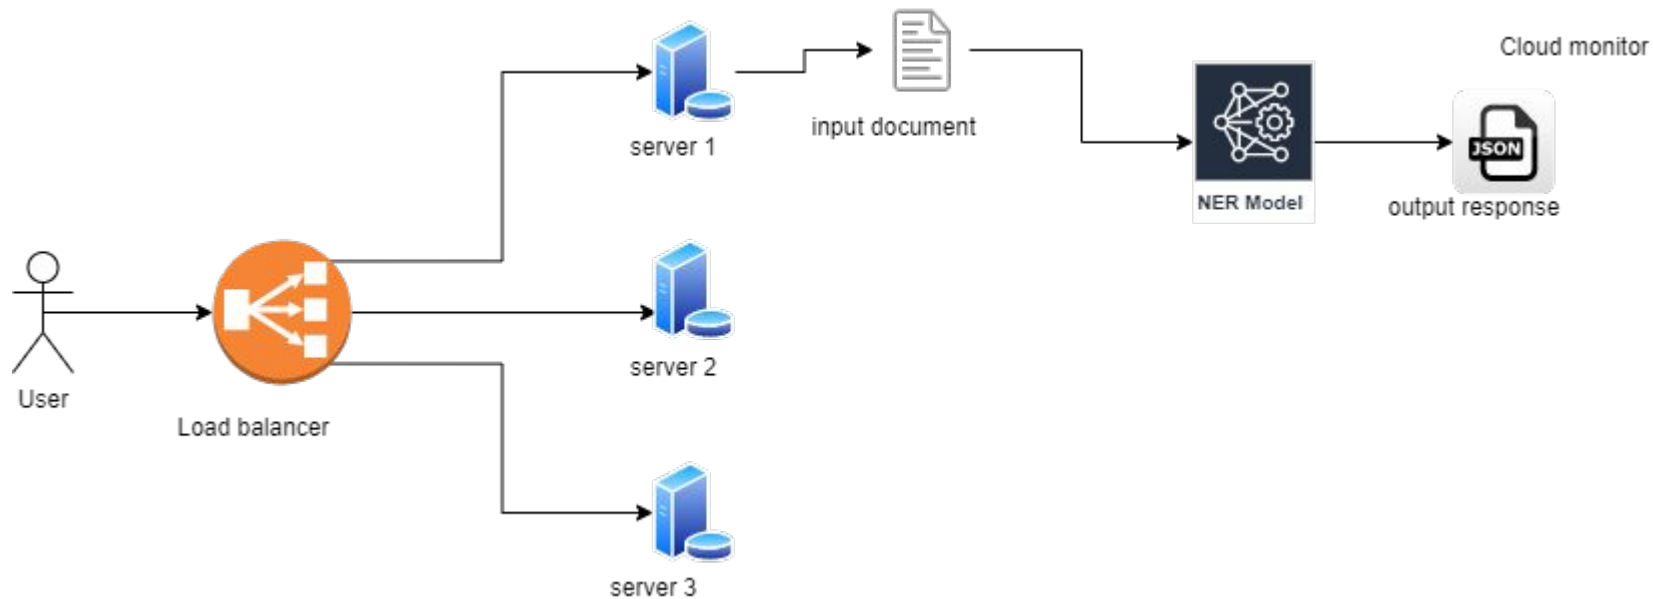 Cloud monitor
input document
server 1
JSON
NER Model
output response
server 2
User
Load balancer
server 3